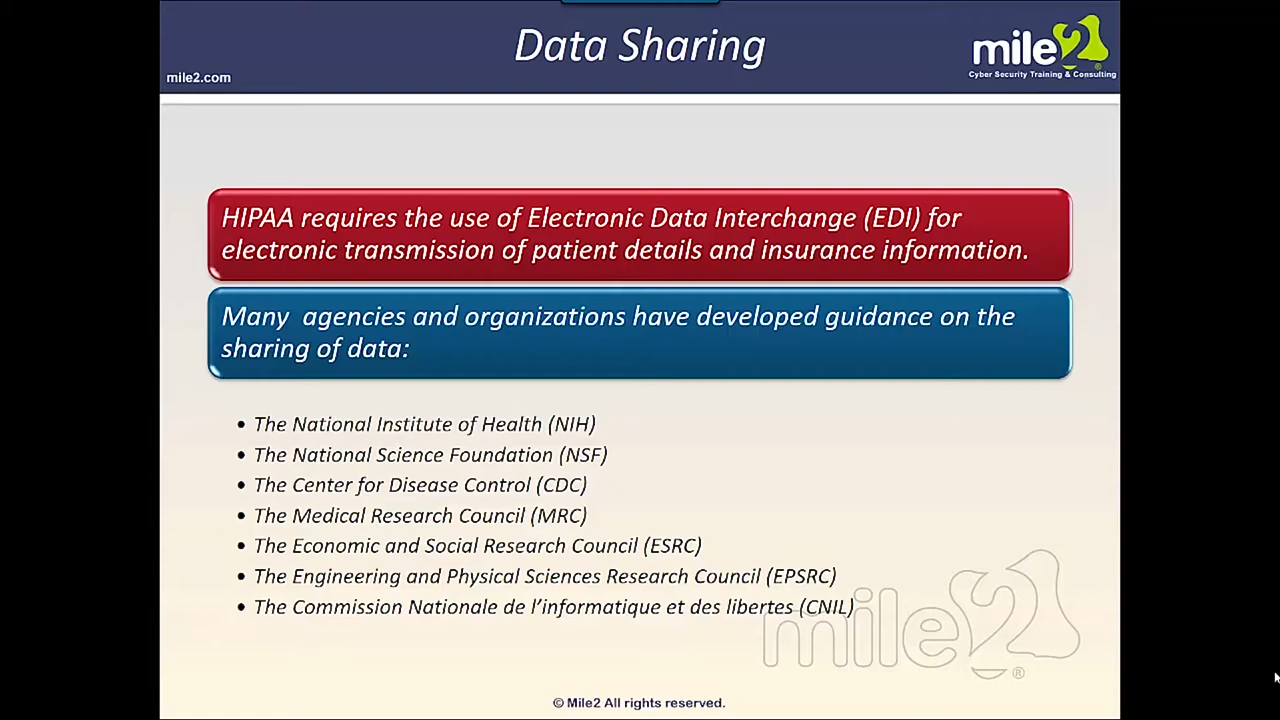 Data Sharing
mile2
mile2.com
Cyber Security Training & Consulting
HIPAA requires the use of Electronic Data Interchange (EDI) for
electronic transmission of patient details and insurance information.
Many agencies and organizations have developed guidance on the
sharing of data:
• The National Institute of Health (NIH)
• The National Science Foundation (NSF)
• The Center for Disease Control (CDC)
• The Medical Research Council (MRC)
• The Economic and Social Research Council (ESRC)
• The Engineering and Physical Sciences Research Council (EPSRC)
• The Commission Nationale de l’informatique et des libertes (CNIL)
mile2®
© Mile2 All rights reserved.